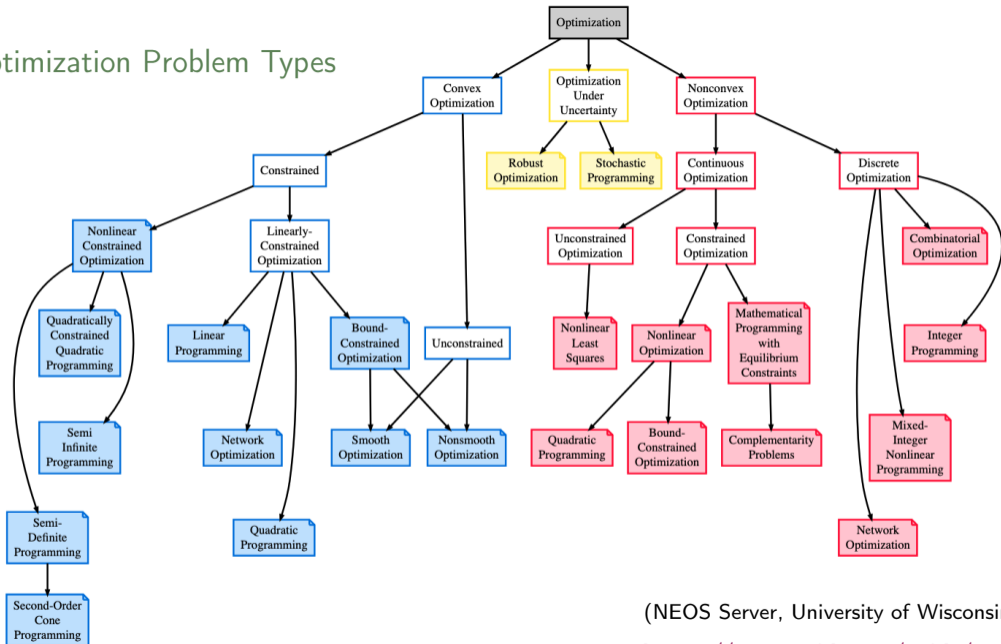 Optimization
timization Problem Types
Convex
Optimization
Optimization
Under
Uncertainty
Nonconvex
Optimization
Robust
Optimization
Stochastic
Programming
Constrained
Continuous
Optimization
Discrete
Optimization
Nonlinear
Constrained
Optimization
Linearly-
Constrained
Optimization
Unconstrained
Optimization
Constrained
Optimization
Combinatorial
Optimization
Quadratically
Constrained
Quadratic
Programming
Linear
Programming
Bound-
Constrained
Optimization
Unconstrained
Nonlinear
Least
Squares
Nonlinear
Optimization
Mathematical
Programming
with
Equilibrium
Constraints
Integer
Programming
Semi
Infinite
Programming
Network
Optimization
Smooth
Optimization
Nonsmooth
Optimization
Quadratic
Programming
Bound-
Constrained
Optimization
Complementarity
Problems
Mixed-
Integer
Nonlinear
Programming
Semi-
Definite
Programming
Quadratic
Programming
Network
Optimization
Second-Order
Cone
Programming
(NEOS Server, University of Wisconsi